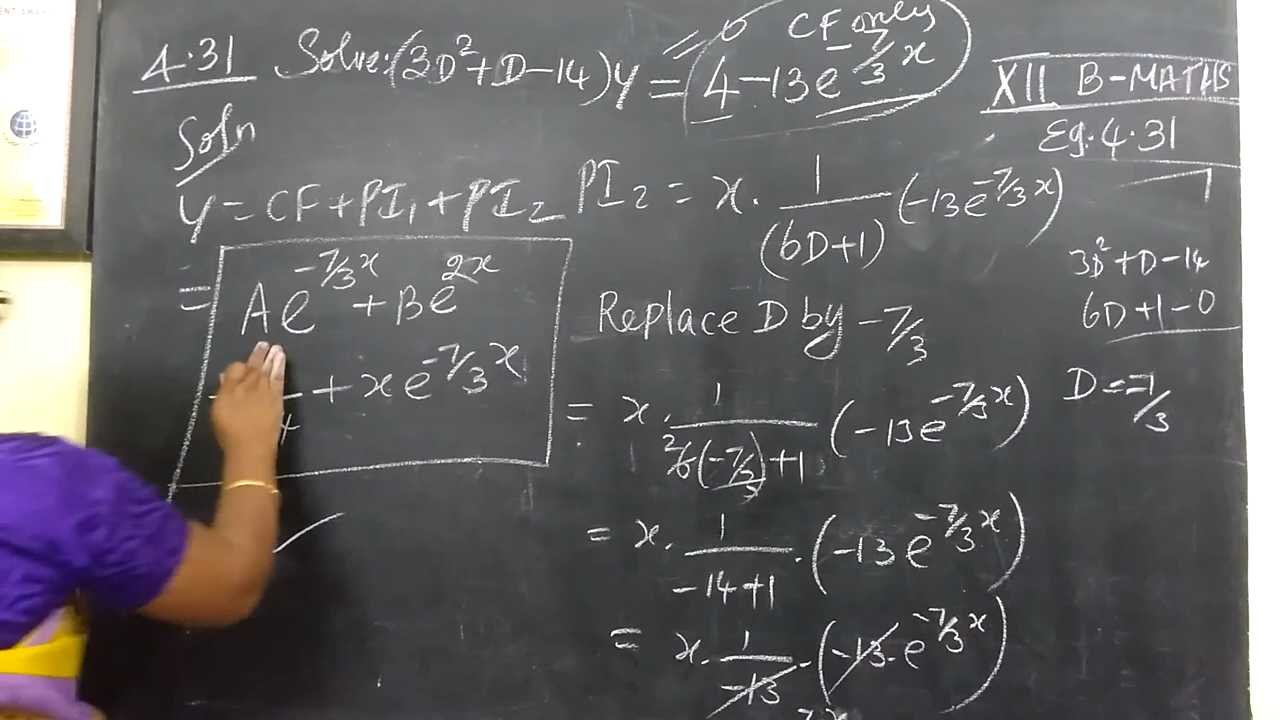 4.31 Solve: (3D²+D-14)y = 4-13e^{-7/3 x}
= 0 CF only
XII B-MATHS
Eg. 4.31
Soln
y = CF + PI₁ + PI₂
= Ae^{-7/3 x} + Be^{2x}
+ xe^{-7/3 x}
PI₂ = x. 1/(6D+1) (-13e^{-7/3 x})
Replace D by -7/3
= x. 1/(6(-7/3)+1) (-13e^{-7/3 x})
= x. 1/(-14+1) . (-13e^{-7/3 x})
= x. 1/(-13) . (-13.e^{-7/3 x})
3D²+D-14
6D+1-0
D = -7/3